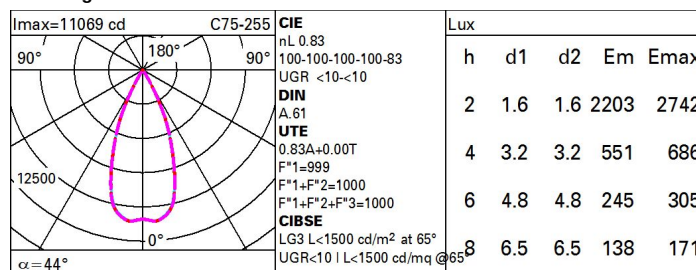 Imax=11069 cd C75-255
90° 180° 90°
12500
0°
α=44°
CIE
nL 0.83
100-100-100-100-83
UGR <10-<10
DIN
A.61
UTE
0.83A+0.00T
F"1=999
F"1+F"2=1000
F"1+F"2+F"3=1000
CIBSE
LG3 L<1500 cd/m² at 65°
UGR<10 | L<1500 cd/mq @65°
Lux
h d1 d2 Em Emax
2 1.6 1.6 2203 2742
4 3.2 3.2 551 686
6 4.8 4.8 245 305
8 6.5 6.5 138 171